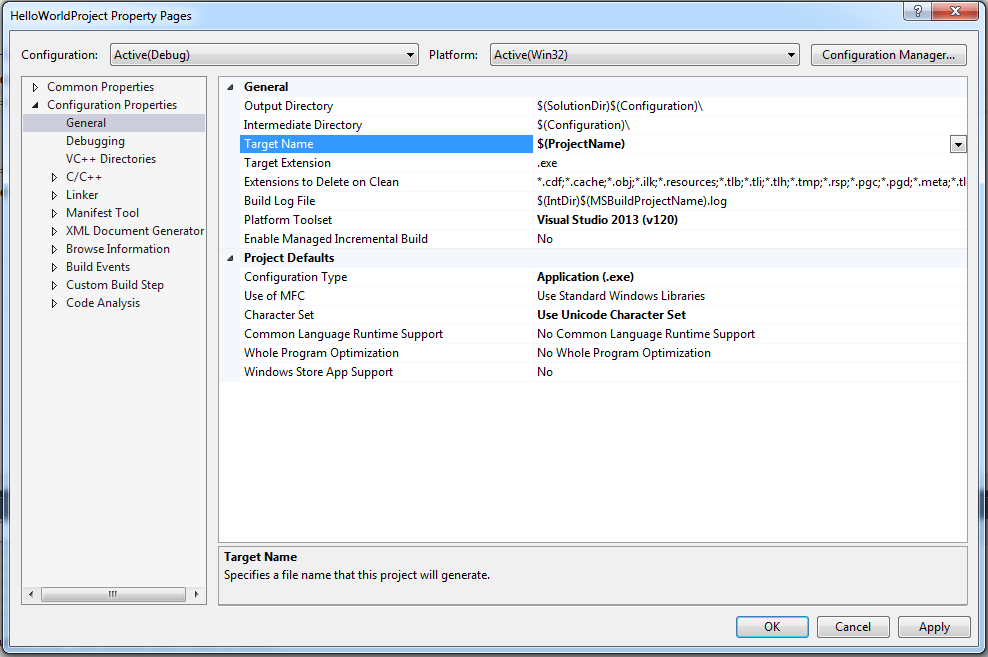 HelloWorldProject Property Pages
Configuration: Active(Debug) Platform: Active(Win32) Configuration Manager...
Common Properties
Configuration Properties
General
Debugging
VC++ Directories
C/C++
Linker
Manifest Tool
XML Document Generator
Browse Information
Build Events
Custom Build Step
Code Analysis
General
Output Directory $(SolutionDir)$(Configuration)\
Intermediate Directory $(Configuration)\
Target Name $(ProjectName)
Target Extension .exe
Extensions to Delete on Clean *.cdf;*.cache;*.obj;*.ilk;*.resources;*.tlb;*.tli;*.tlh;*.tmp;*.rsp;*.pgc;*.pgd;*.meta;*.tl
Build Log File $(IntDir)$(MSBuildProjectName).log
Platform Toolset Visual Studio 2013 (v120)
Enable Managed Incremental Build No
Project Defaults
Configuration Type Application (.exe)
Use of MFC Use Standard Windows Libraries
Character Set Use Unicode Character Set
Common Language Runtime Support No Common Language Runtime Support
Whole Program Optimization No Whole Program Optimization
Windows Store App Support No
Target Name
Specifies a file name that this project will generate.
OK Cancel Apply